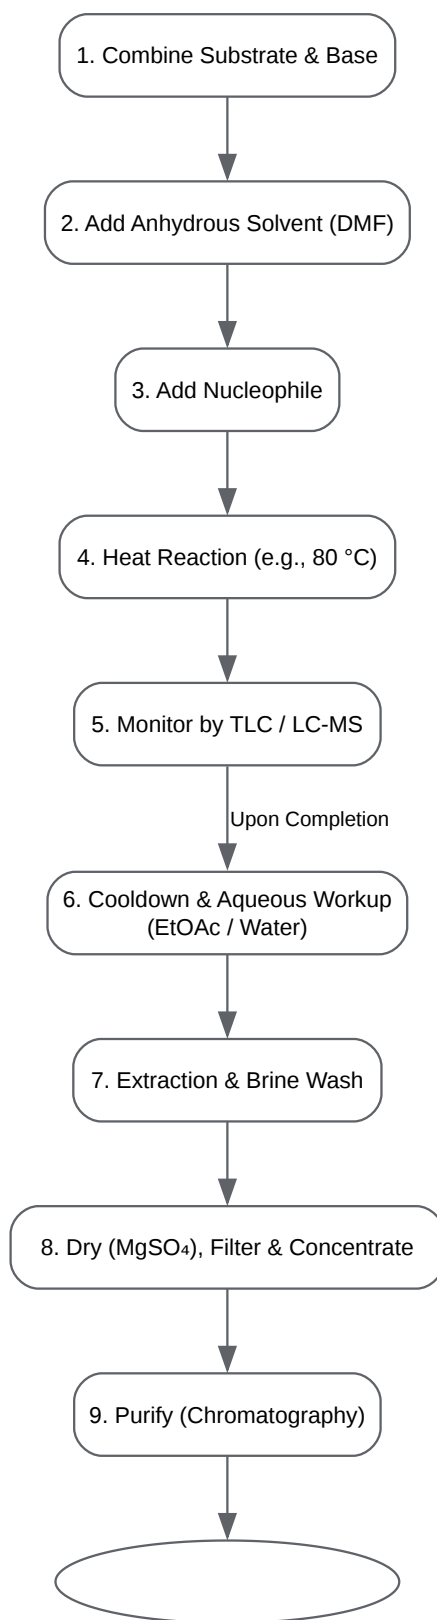 1. Combine Substrate & Base
2. Add Anhydrous Solvent (DMF)
3. Add Nucleophile
4. Heat Reaction (e.g., 80 °C)
5. Monitor by TLC / LC-MS
Upon Completion
6. Cooldown & Aqueous Workup
(EtOAc / Water)
7. Extraction & Brine Wash
8. Dry (MgSO₄), Filter & Concentrate
9. Purify (Chromatography)